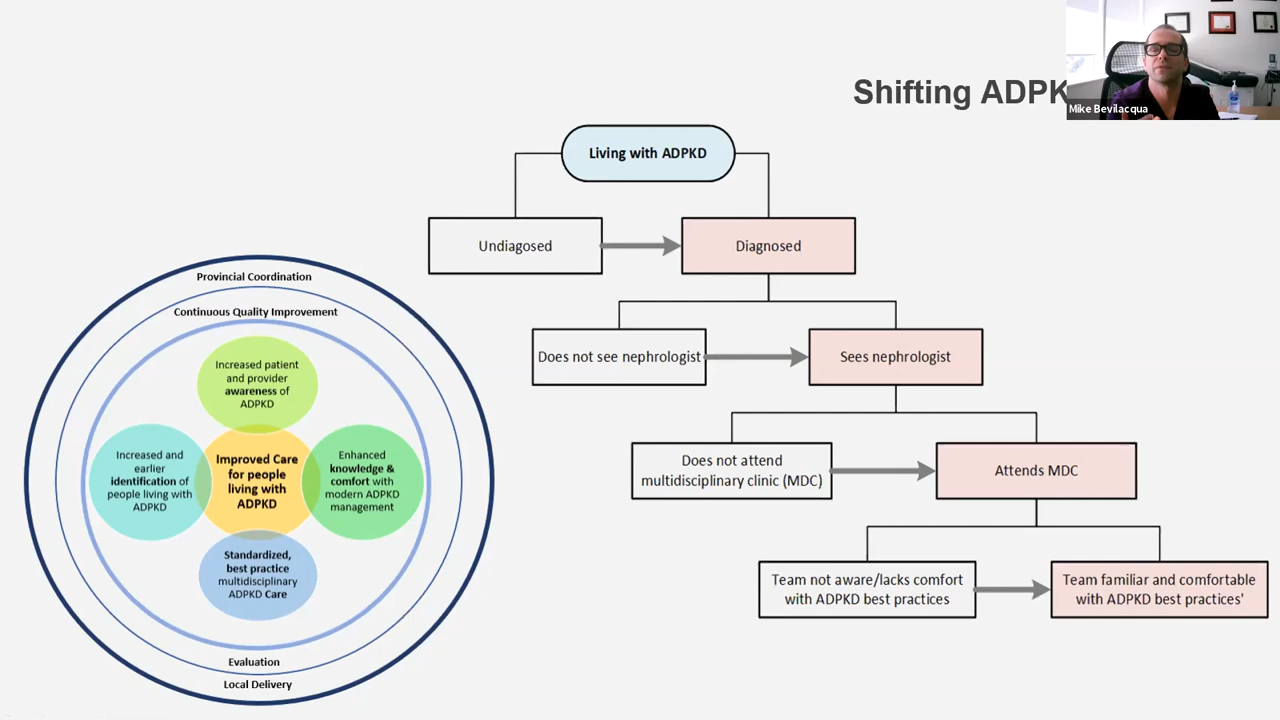 Shifting ADPK
Mike Bevilacqua
Living with ADPKD
Undiagosed
Diagnosed
Does not see nephrologist
Sees nephrologist
Does not attend
multidisciplinary clinic (MDC)
Attends MDC
Team not aware/lacks comfort
with ADPKD best practices
Team familiar and comfortable
with ADPKD best practices'
Provincial Coordination
Continuous Quality Improvement
Increased patient
and provider
awareness of
ADPKD
Increased and
earlier
identification of
people living with
ADPKD
Improved Care
for people
living with
ADPKD
Enhanced
knowledge &
comfort with
modern ADPKD
management
Standardized,
best practice
multidisciplinary
ADPKD Care
Evaluation
Local Delivery